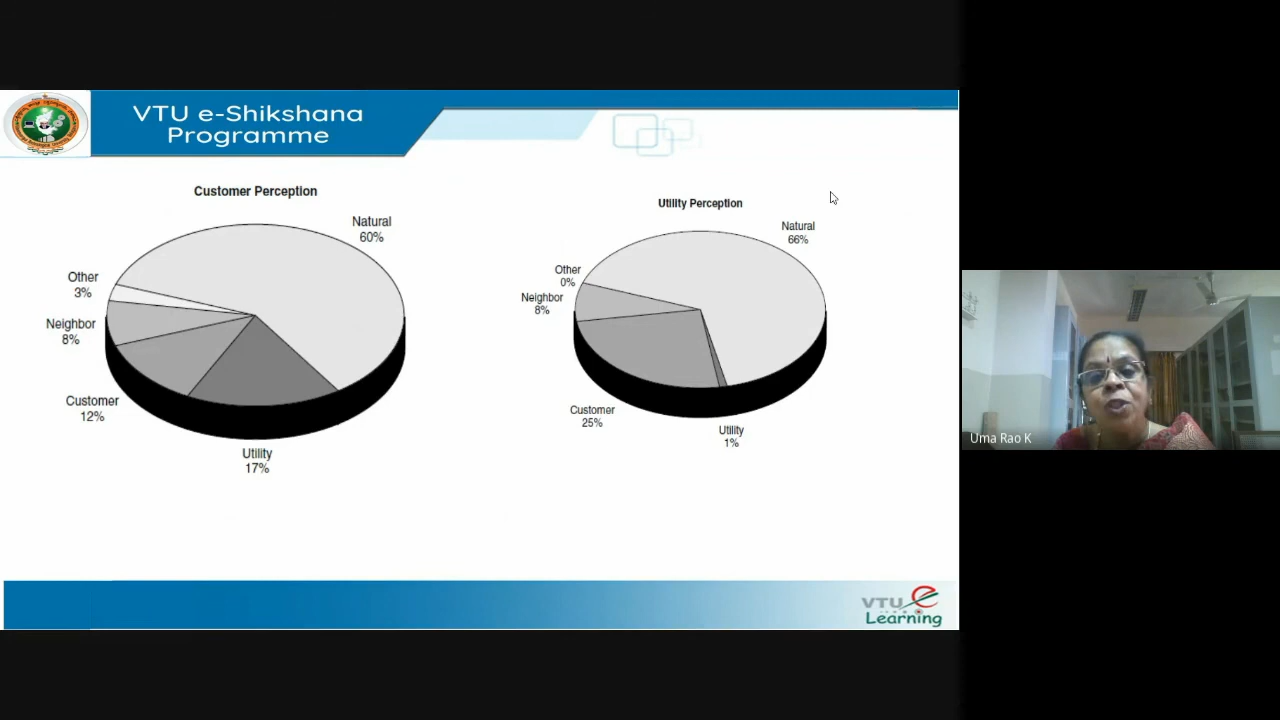 VTU e-Shikshana
Programme
Customer Perception
Natural
60%
Other
3%
Neighbor
8%
Customer
12%
Utility
17%
Utility Perception
Natural
66%
Other
0%
Neighbor
8%
Customer
25%
Utility
1%
Uma Rao K
VTU e
Learning